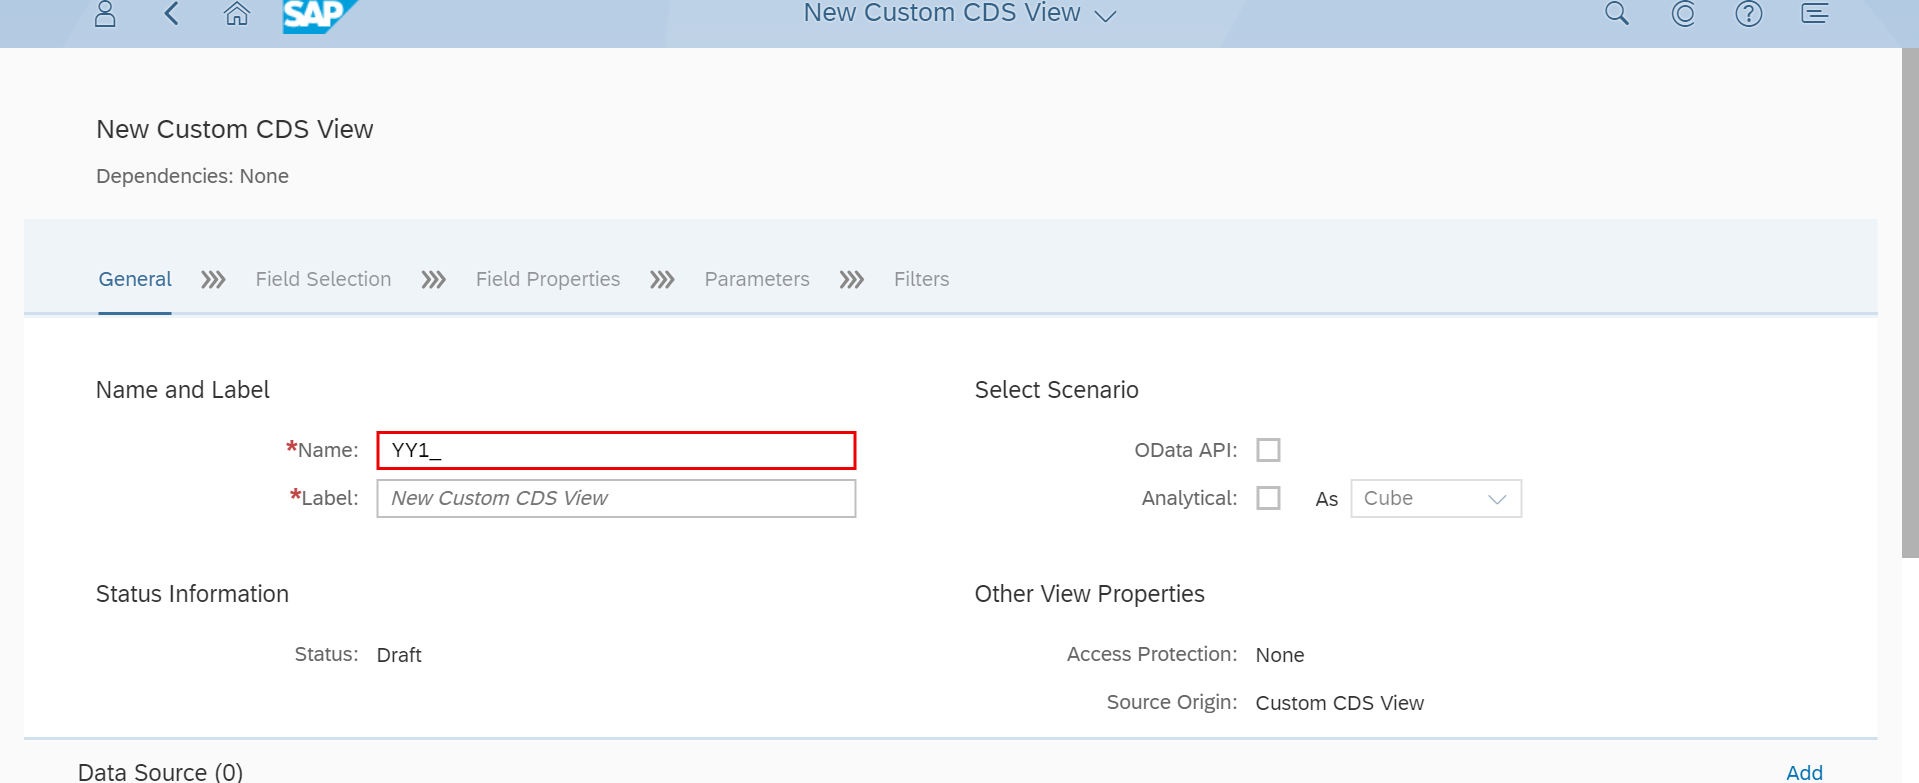 SAP
New Custom CDS View
New Custom CDS View
Dependencies: None
General Field Selection Field Properties Parameters Filters
Name and Label
*Name: YY1_
*Label: New Custom CDS View
Select Scenario
OData API:
Analytical: As Cube
Status Information
Status: Draft
Other View Properties
Access Protection: None
Source Origin: Custom CDS View
Data Source (0) Add